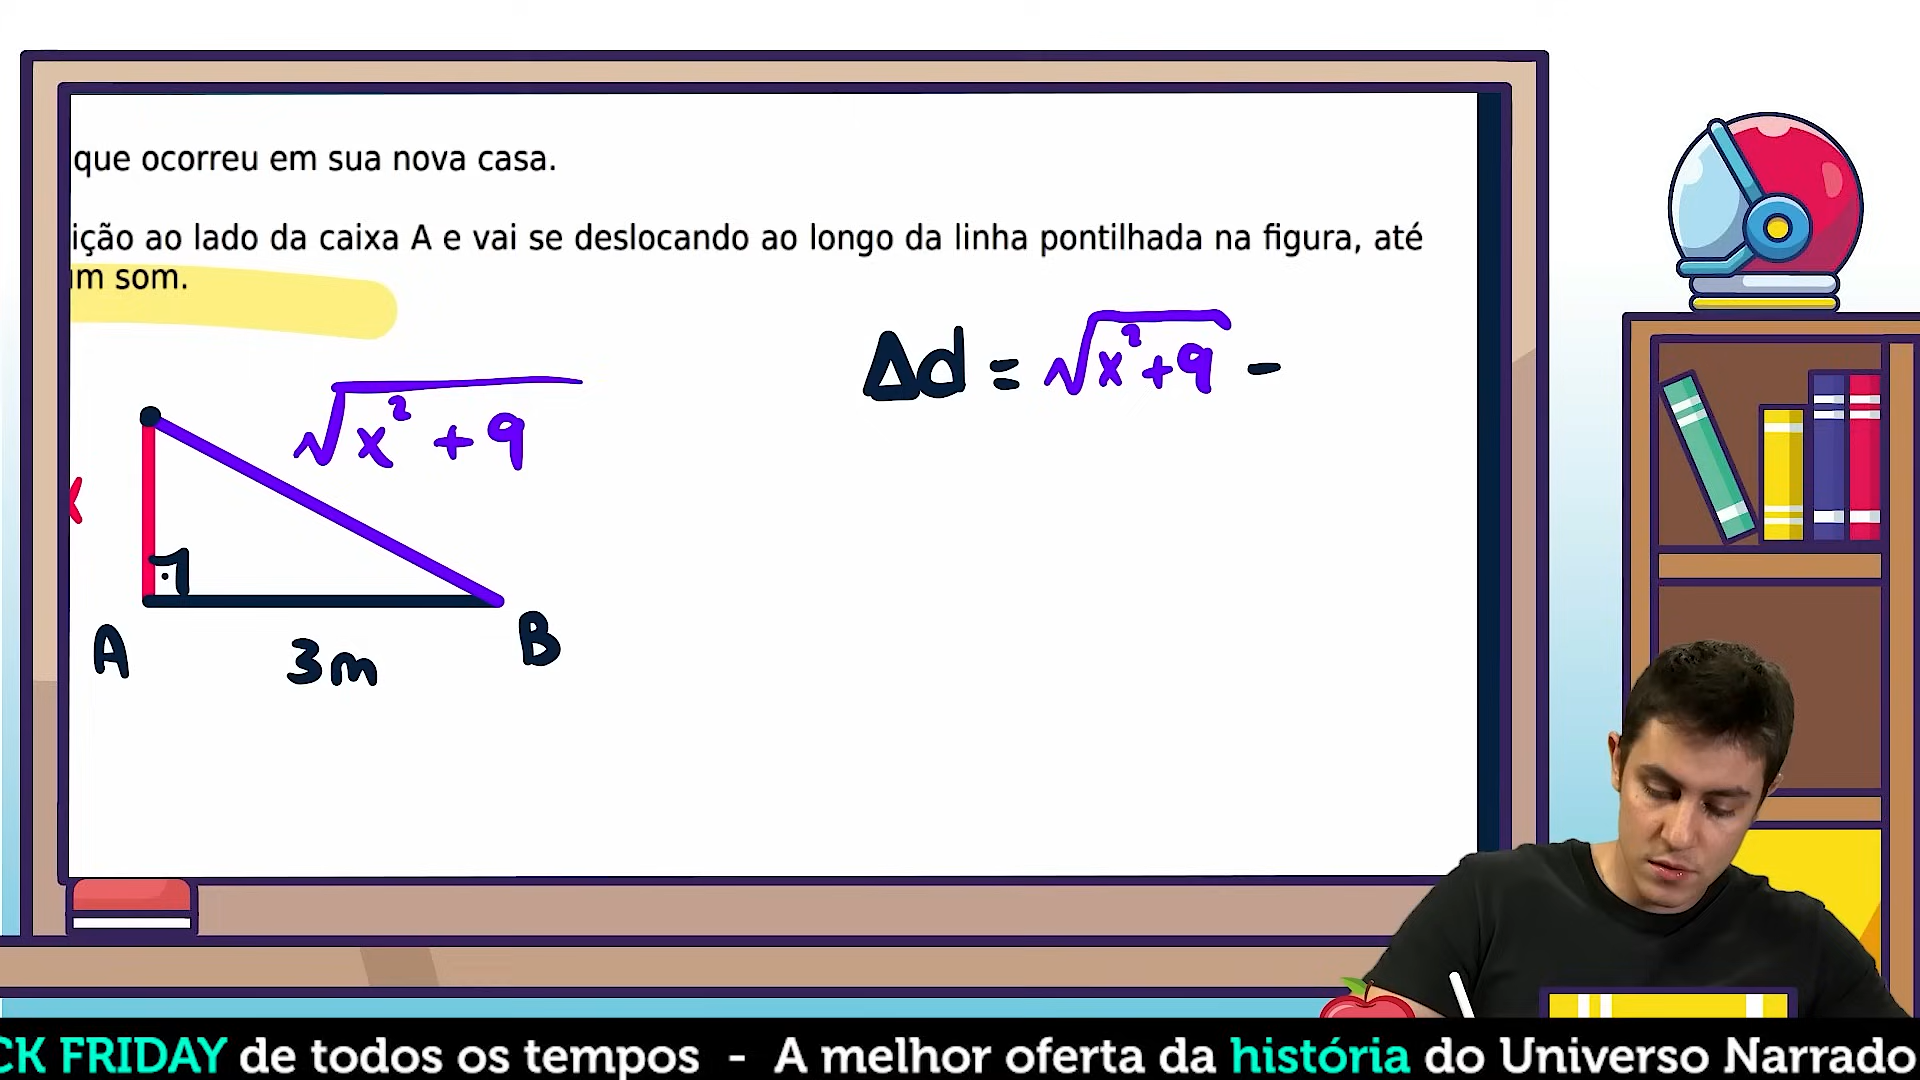 que ocorreu em sua nova casa.
ição ao lado da caixa A e vai se deslocando ao longo da linha pontilhada na figura, até
um som.
Δd = √x²+9 -
√x² + 9
x
A
3m
B
CK FRIDAY de todos os tempos - A melhor oferta da história do Universo Narrado